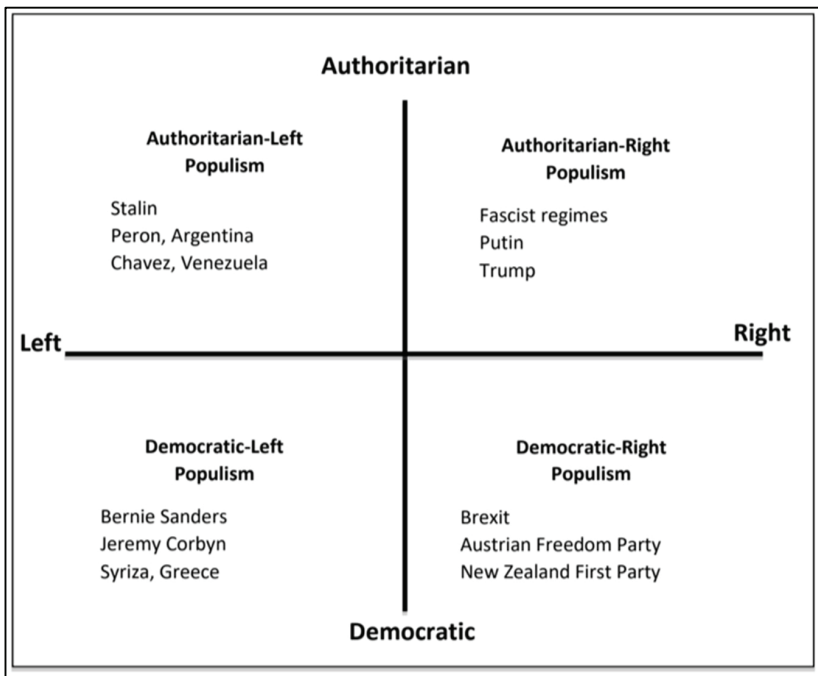 Authoritarian
Authoritarian-Left
Populism
Stalin
Peron, Argentina
Chavez, Venezuela
Authoritarian-Right
Populism
Fascist regimes
Putin
Trump
Left
Right
Democratic-Left
Populism
Bernie Sanders
Jeremy Corbyn
Syriza, Greece
Democratic-Right
Populism
Brexit
Austrian Freedom Party
New Zealand First Party
Democratic